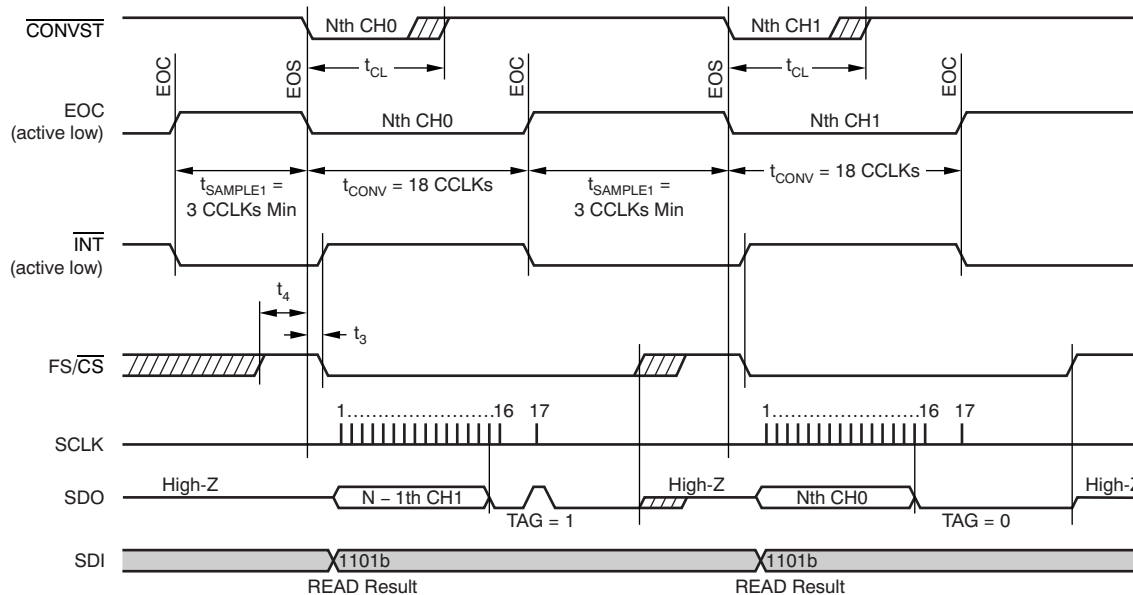 CONVST
Nth CH0
Nth CH1
tCL
tCL
EOC
EOS
EOC
EOS
EOC
EOC
(active low)
Nth CH0
Nth CH1
tSAMPLE1 =
3 CCLKs Min
tCONV = 18 CCLKs
tSAMPLE1 =
3 CCLKs Min
tCONV = 18 CCLKs
INT
(active low)
t4
t3
FS/CS
1......................16 17
1......................16 17
SCLK
High-Z
High-Z
High-Z
SDO
N – 1th CH1
Nth CH0
TAG = 1
TAG = 0
SDI
1101b
1101b
READ Result
READ Result